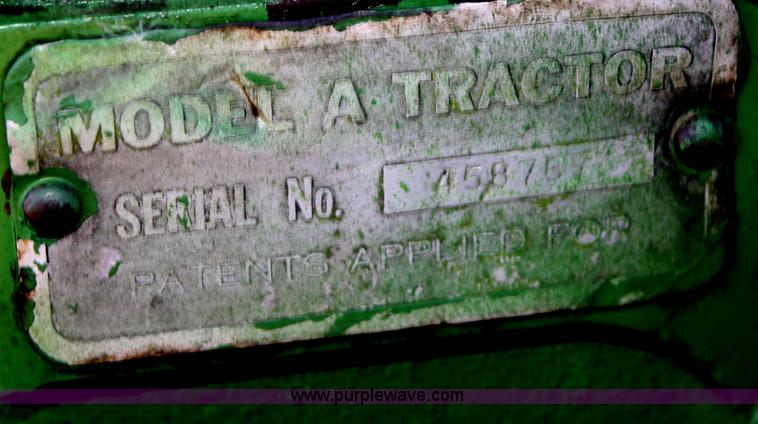 MODEL A TRACTOR
SERIAL No. 458757
PATENTS APPLIED FOR
www.purplewave.com